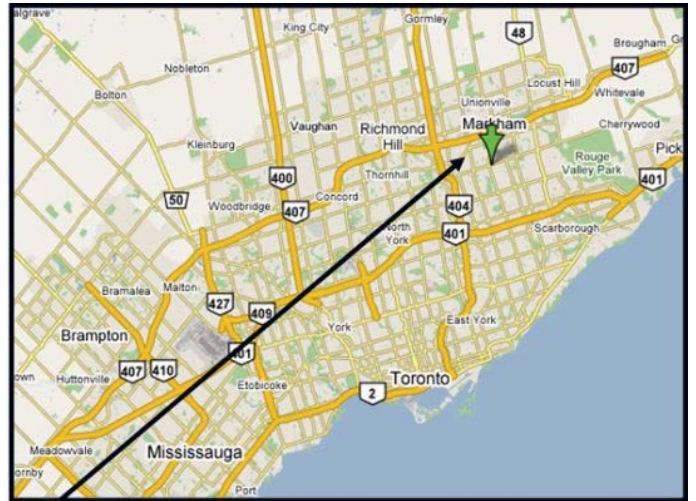 King City
Gormley
48
Brougham
407
Nobleton
Locust Hill
Whitevale
Bolton
Unionville
Vaughan
Richmond
Hill
Markham
Cherrywood
Kleinburg
400
Thornhill
Rouge
Valley Park
Pick
401
50
Woodbridge
407
Concord
404
North
York
401
Scarborough
Bramalea
Malton
427
409
York
East York
Brampton
401
407
410
Huttonville
Etobicoke
Toronto
2
Meadowvale
Mississauga
Port